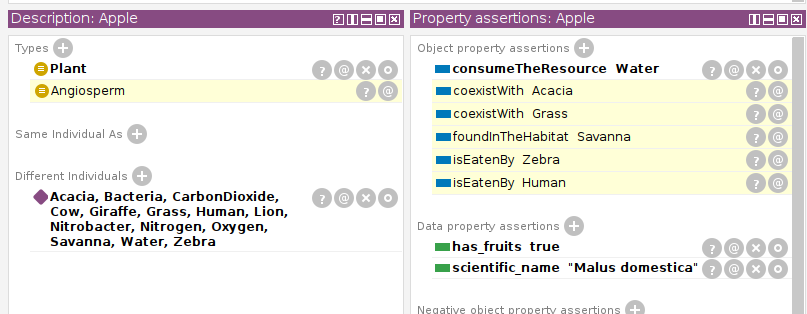 Description: Apple
Types
Plant
Angiosperm
Same Individual As
Different Individuals
Acacia, Bacteria, CarbonDioxide,
Cow, Giraffe, Grass, Human, Lion,
Nitrobacter, Nitrogen, Oxygen,
Savanna, Water, Zebra
Property assertions: Apple
Object property assertions
consumeTheResource Water
coexistWith Acacia
coexistWith Grass
foundInTheHabitat Savanna
isEatenBy Zebra
isEatenBy Human
Data property assertions
has_fruits true
scientific_name "Malus domestica"
Negative object property assertions